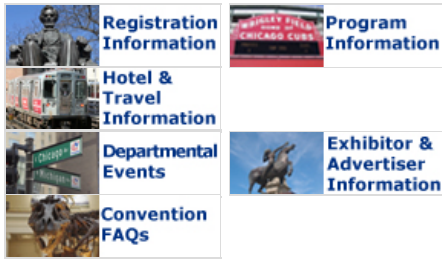 Registration
Information
WRIGLEY FIELD
HOME OF
CHICAGO CUBS
Program
Information
Hotel &
Travel
Information
Chicago
Michigan
Departmental
Events
Exhibitor &
Advertiser
Information
Convention
FAQs